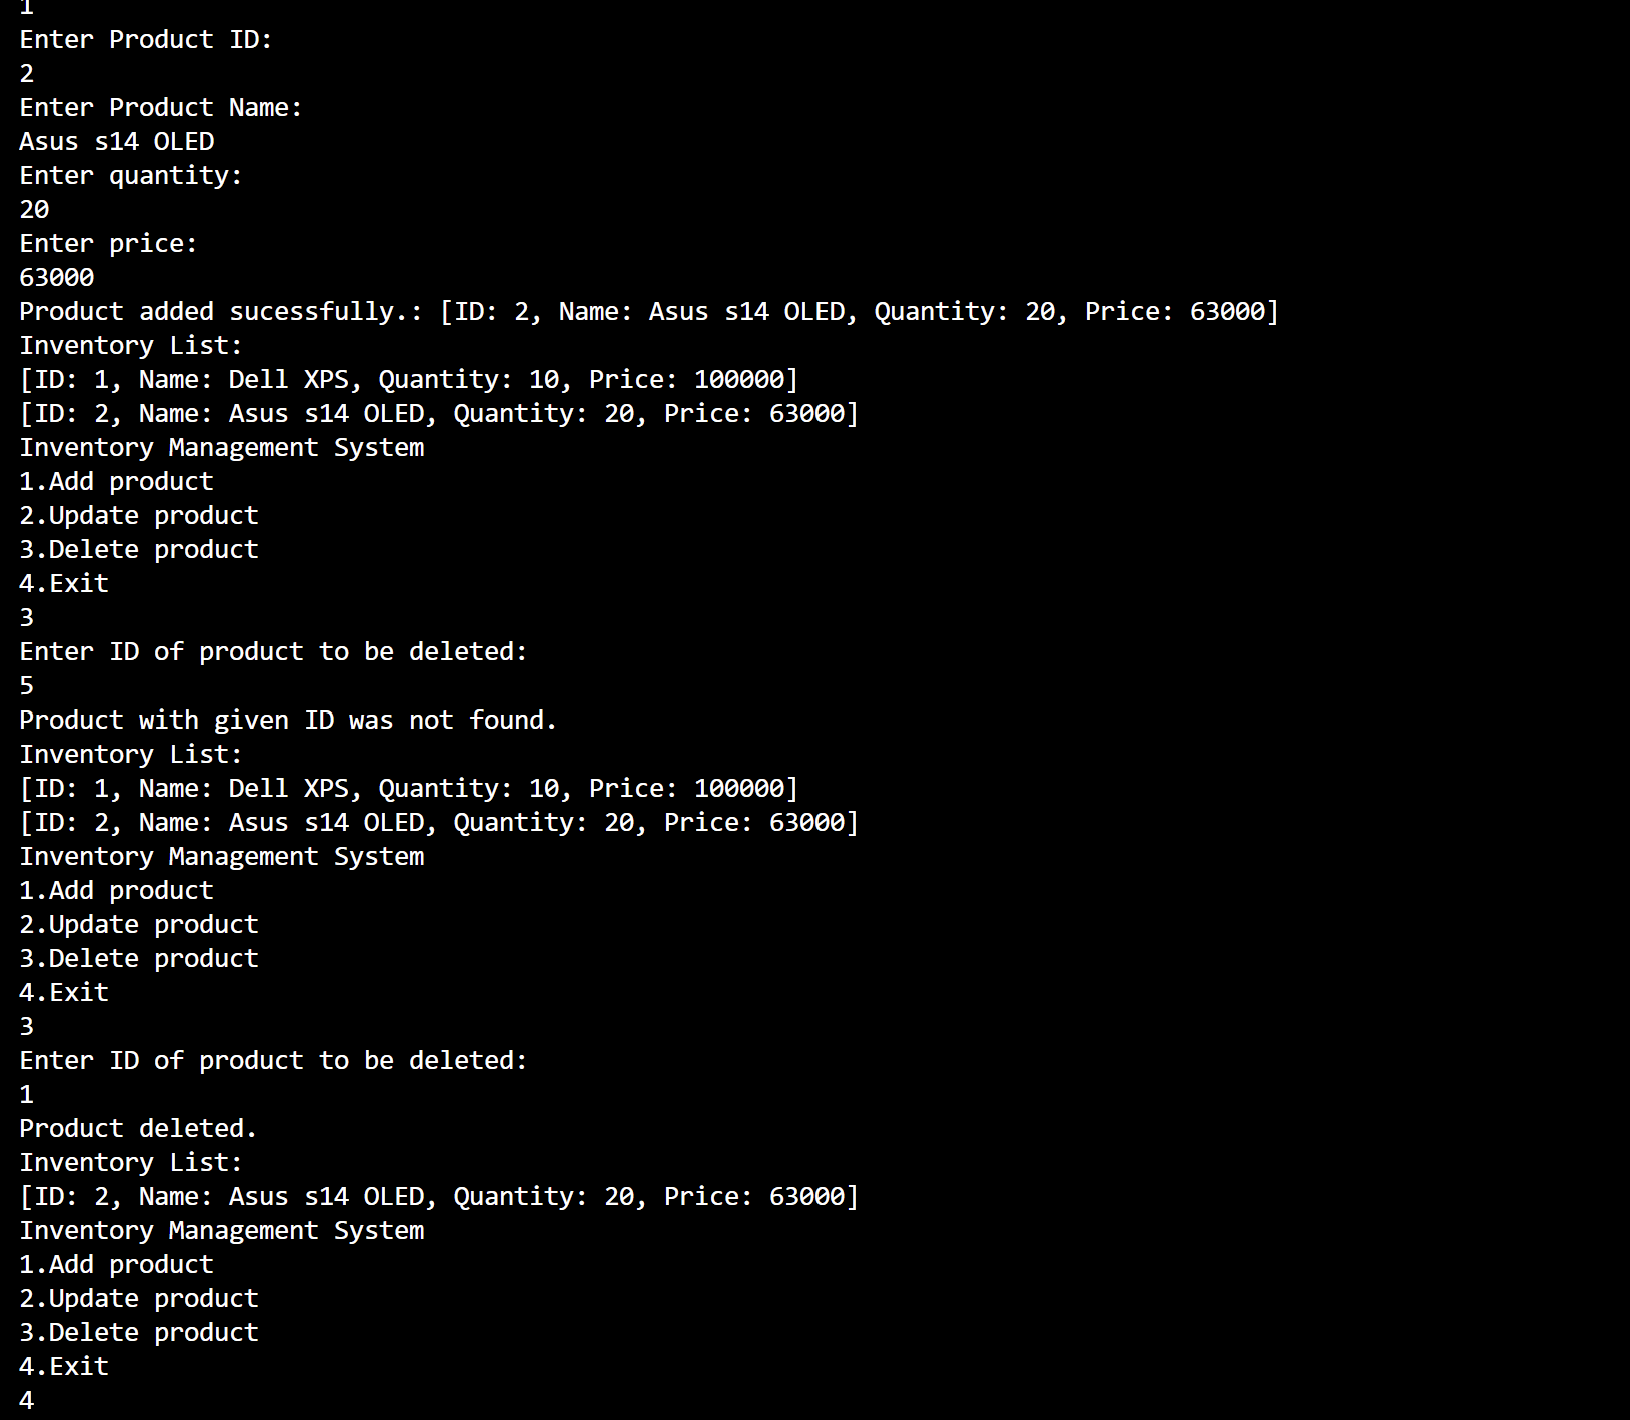 1
Enter Product ID:
2
Enter Product Name:
Asus s14 OLED
Enter quantity:
20
Enter price:
63000
Product added sucessfully.: [ID: 2, Name: Asus s14 OLED, Quantity: 20, Price: 63000]
Inventory List:
[ID: 1, Name: Dell XPS, Quantity: 10, Price: 100000]
[ID: 2, Name: Asus s14 OLED, Quantity: 20, Price: 63000]
Inventory Management System
1.Add product
2.Update product
3.Delete product
4.Exit
3
Enter ID of product to be deleted:
5
Product with given ID was not found.
Inventory List:
[ID: 1, Name: Dell XPS, Quantity: 10, Price: 100000]
[ID: 2, Name: Asus s14 OLED, Quantity: 20, Price: 63000]
Inventory Management System
1.Add product
2.Update product
3.Delete product
4.Exit
3
Enter ID of product to be deleted:
1
Product deleted.
Inventory List:
[ID: 2, Name: Asus s14 OLED, Quantity: 20, Price: 63000]
Inventory Management System
1.Add product
2.Update product
3.Delete product
4.Exit
4